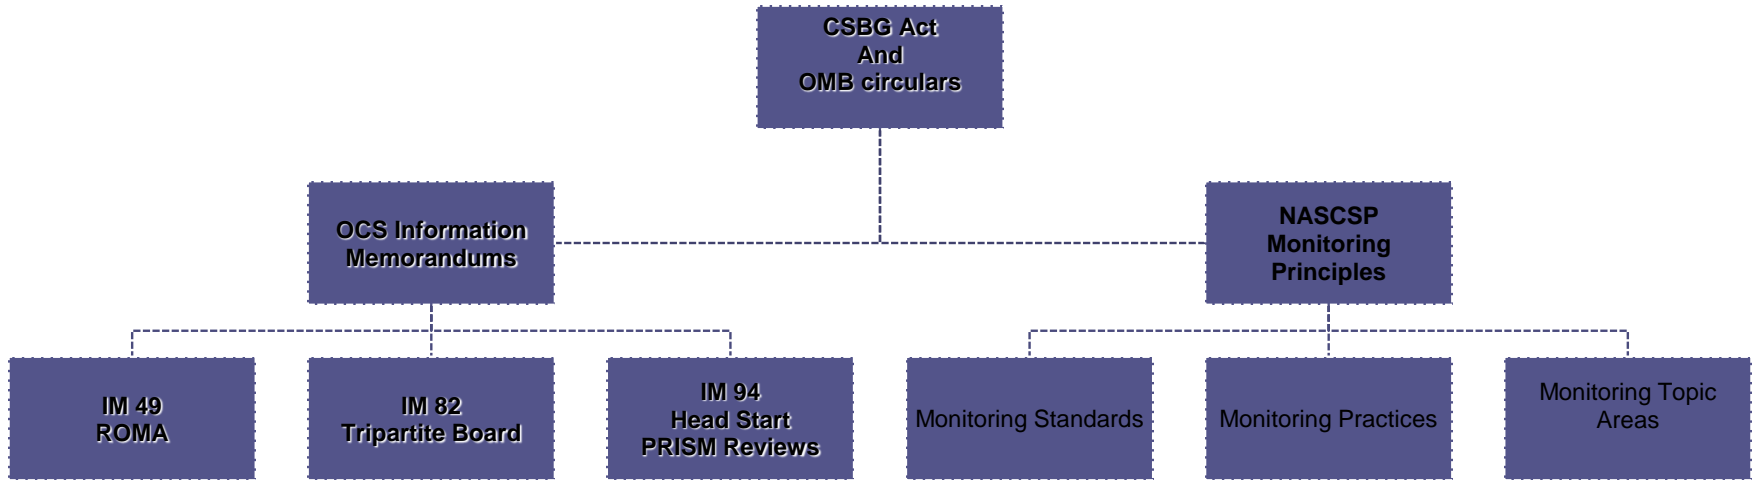 CSBG Act
And
OMB circulars
OCS Information
Memorandums
NASCSP
Monitoring
Principles
IM 49
ROMA
IM 82
Tripartite Board
IM 94
Head Start
PRISM Reviews
Monitoring Standards
Monitoring Practices
Monitoring Topic
Areas